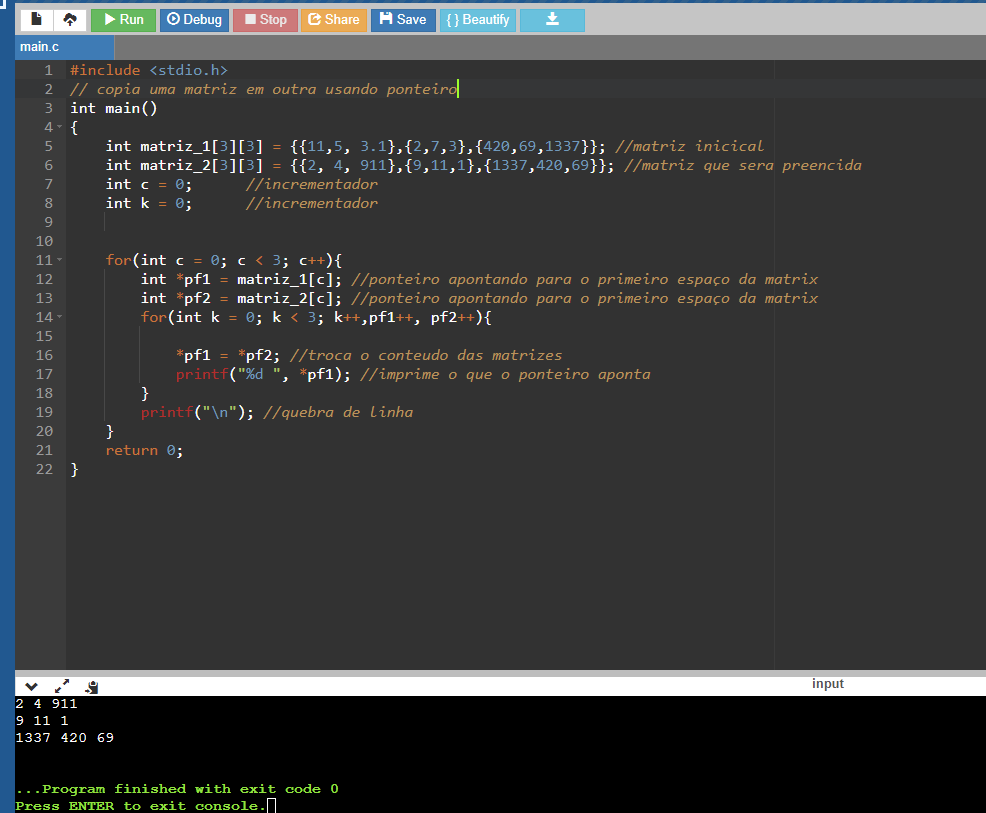 Run Debug Stop Share Save { } Beautify
main.c
1 #include <stdio.h>
2 // copia uma matriz em outra usando ponteiro
3 int main()
4 {
5 int matriz_1[3][3] = {{11,5, 3.1},{2,7,3},{420,69,1337}}; //matriz inicical
6 int matriz_2[3][3] = {{2, 4, 911},{9,11,1},{1337,420,69}}; //matriz que sera preencida
7 int c = 0; //incrementador
8 int k = 0; //incrementador
9
10
11 for(int c = 0; c < 3; c++){
12 int *pf1 = matriz_1[c]; //ponteiro apontando para o primeiro espaço da matrix
13 int *pf2 = matriz_2[c]; //ponteiro apontando para o primeiro espaço da matrix
14 for(int k = 0; k < 3; k++,pf1++, pf2++){
15
16 *pf1 = *pf2; //troca o conteudo das matrizes
17 printf("%d ", *pf1); //imprime o que o ponteiro aponta
18 }
19 printf("\n"); //quebra de linha
20 }
21 return 0;
22 }
input
2 4 911
9 11 1
1337 420 69
...Program finished with exit code 0
Press ENTER to exit console.